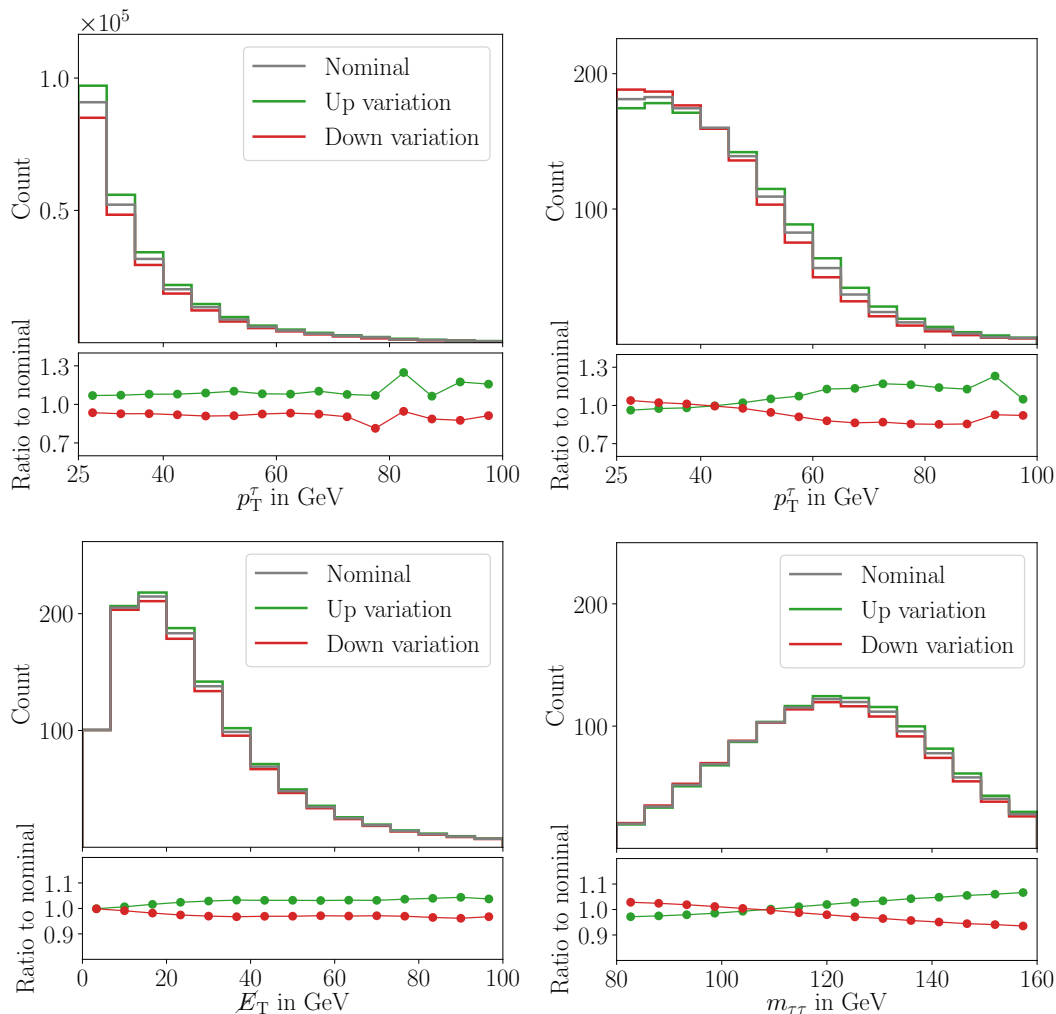 ×10⁵
1.0
0.5
Count
Nominal
Up variation
Down variation
1.3
1.0
0.7
Ratio to nominal
25 40 60 80 100
p_T^τ in GeV
200
100
Count
1.3
1.0
0.7
Ratio to nominal
25 40 60 80 100
p_T^τ in GeV
200
100
Count
Nominal
Up variation
Down variation
1.1
1.0
0.9
Ratio to nominal
0 20 40 60 80 100
E̸_T in GeV
200
100
Count
Nominal
Up variation
Down variation
1.1
1.0
0.9
Ratio to nominal
80 100 120 140 160
m_ττ in GeV